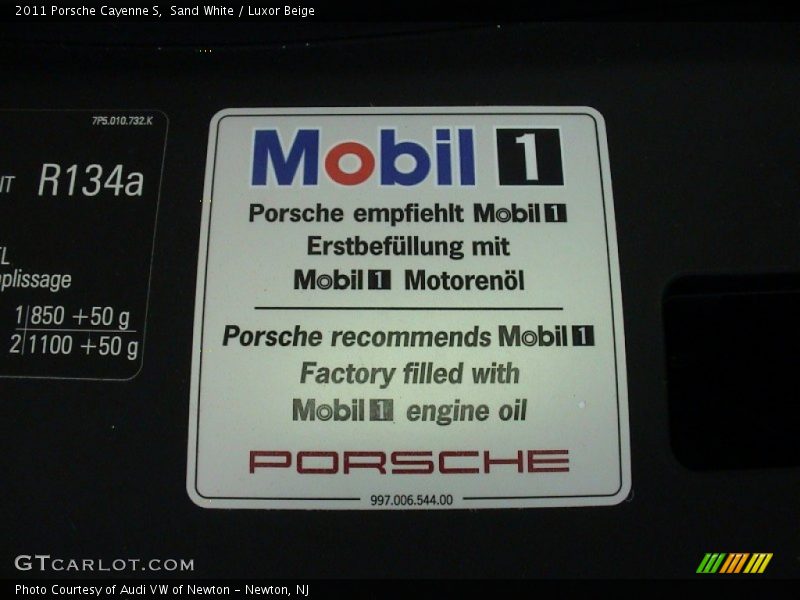 2011 Porsche Cayenne S,  Sand White / Luxor Beige
7P5.010.732.K
R134a
1 850 +50 g
2 1100 +50 g
Mobil 1
Porsche empfiehlt Mobil 1
Erstbefüllung mit
Mobil 1 Motorenöl
Porsche recommends Mobil 1
Factory filled with
Mobil 1 engine oil
PORSCHE
997.006.544.00
GTCARLOT.COM
Photo Courtesy of Audi VW of Newton - Newton, NJ